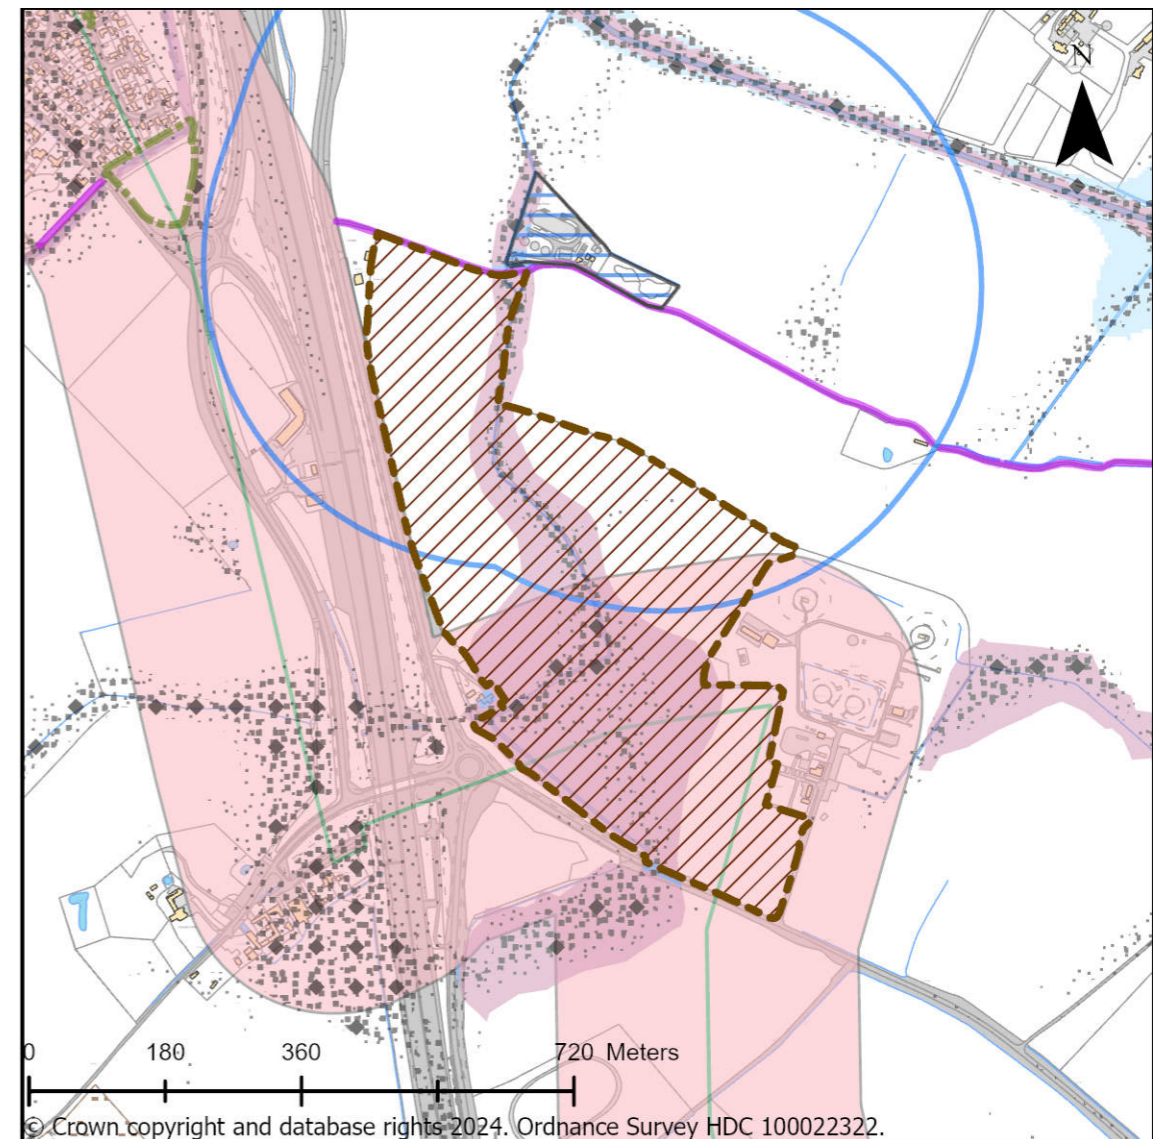 N
0 180 360 720 Meters
© Crown copyright and database rights 2024. Ordnance Survey HDC 100022322.